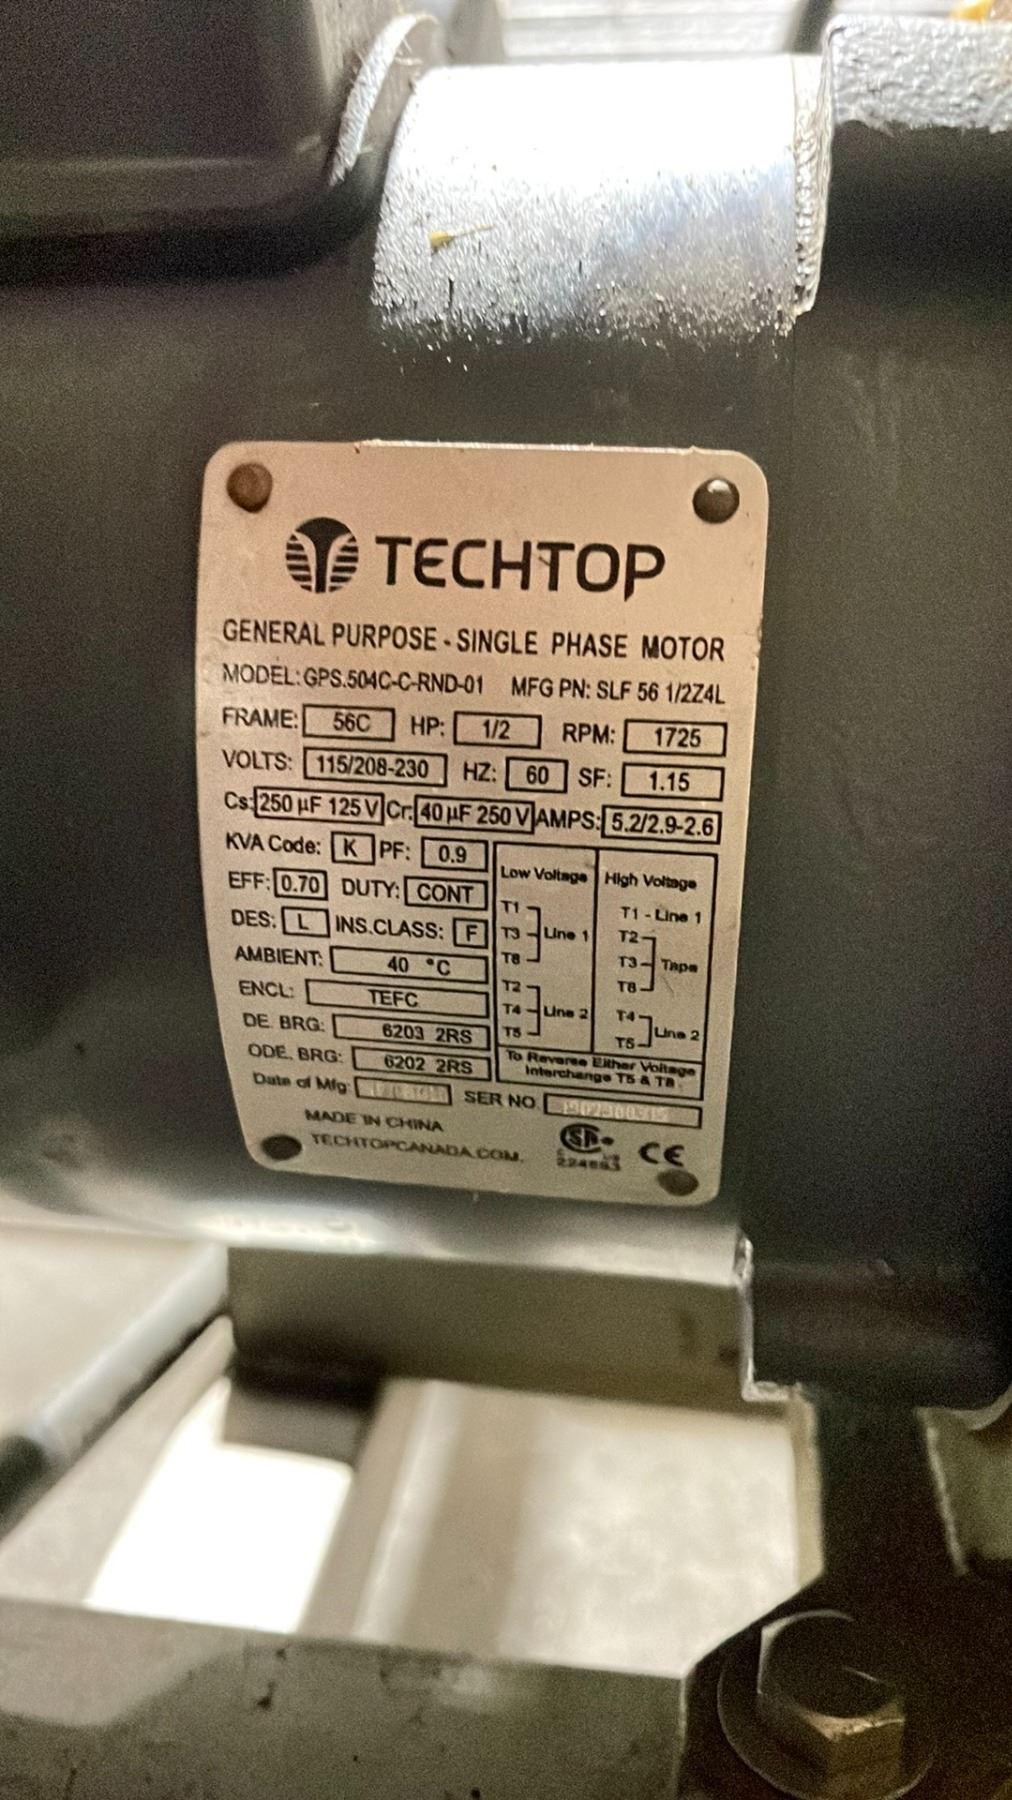 TECHTOP
GENERAL PURPOSE - SINGLE PHASE MOTOR
MODEL: GPS.504C-C-RND-01 MFG PN: SLF 56 1/2Z4L
FRAME: 56C HP: 1/2 RPM: 1725
VOLTS: 115/208-230 HZ: 60 SF: 1.15
Cs: 250 µF 125 V Cr: 40 µF 250 V AMPS: 5.2/2.9-2.6
KVA Code: K PF: 0.9
EFF: 0.70 DUTY: CONT
DES: L INS.CLASS: F
AMBIENT: 40 °C
ENCL: TEFC
DE. BRG: 6203 2RS
ODE. BRG: 6202 2RS
Low Voltage
T1
T3 Line 1
T8
T2
T4 Line 2
T5
High Voltage
T1 - Line 1
T2
T3 Tape
T8
T4
T5 Line 2
To Reverse Either Voltage
Interchange T5 & T8
Date of Mfg: SER NO
MADE IN CHINA
TECHTOPCANADA.COM.
CE